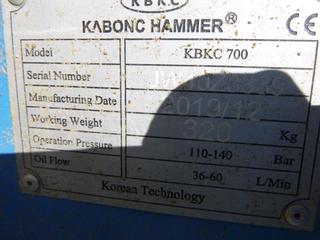 KBKC
KABONC HAMMER®
CE
Model KBKC 700
Serial Number
Manufacturing Date 2019/12
Working Weight 320 Kg
Operation Pressure 110-140 Bar
Oil Flow 36-60 L/Min
Korean Technology